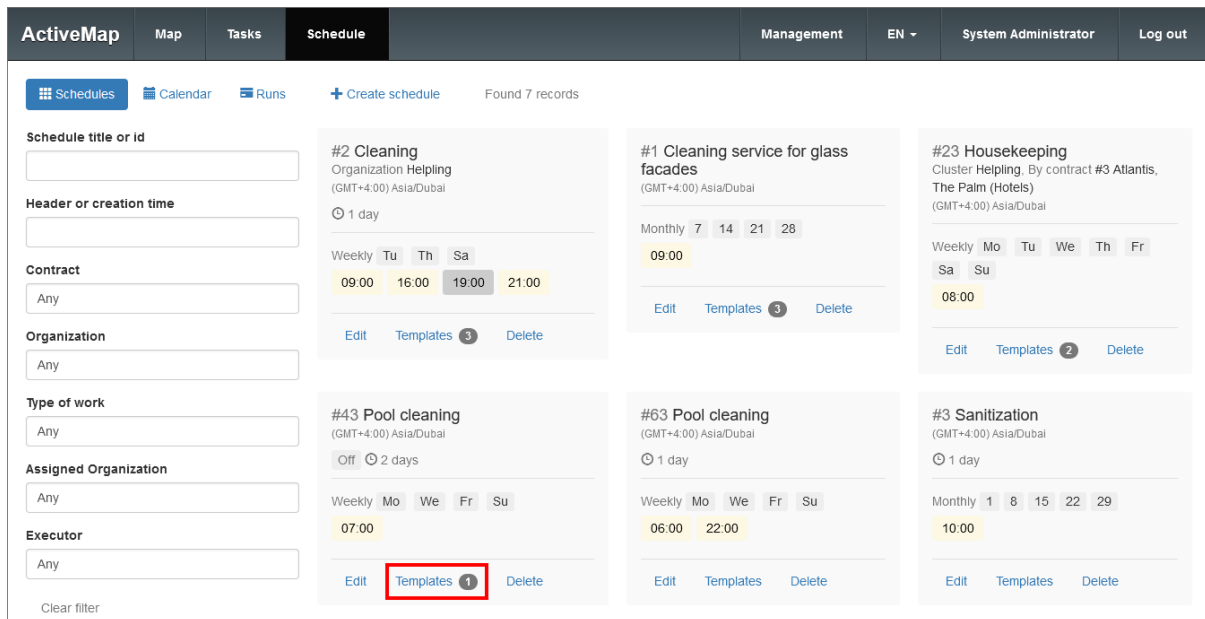 ActiveMap Map Tasks Schedule Management EN System Administrator Log out
Schedules Calendar Runs Create schedule Found 7 records
Schedule title or id
Header or creation time
Contract
Any
Organization
Any
Type of work
Any
Assigned Organization
Any
Executor
Any
Clear filter
#2 Cleaning
Organization Helpling
(GMT+4:00) Asia/Dubai
1 day
Weekly Tu Th Sa
09:00 16:00 19:00 21:00
Edit Templates 3 Delete
#1 Cleaning service for glass
facades
(GMT+4:00) Asia/Dubai
Monthly 7 14 21 28
09:00
Edit Templates 3 Delete
#23 Housekeeping
Cluster Helpling, By contract #3 Atlantis,
The Palm (Hotels)
(GMT+4:00) Asia/Dubai
Weekly Mo Tu We Th Fr
Sa Su
08:00
Edit Templates 2 Delete
#43 Pool cleaning
(GMT+4:00) Asia/Dubai
Off 2 days
Weekly Mo We Fr Su
07:00
Edit Templates 1 Delete
#63 Pool cleaning
(GMT+4:00) Asia/Dubai
1 day
Weekly Mo We Fr Su
06:00 22:00
Edit Templates Delete
#3 Sanitization
(GMT+4:00) Asia/Dubai
1 day
Monthly 1 8 15 22 29
10:00
Edit Templates Delete